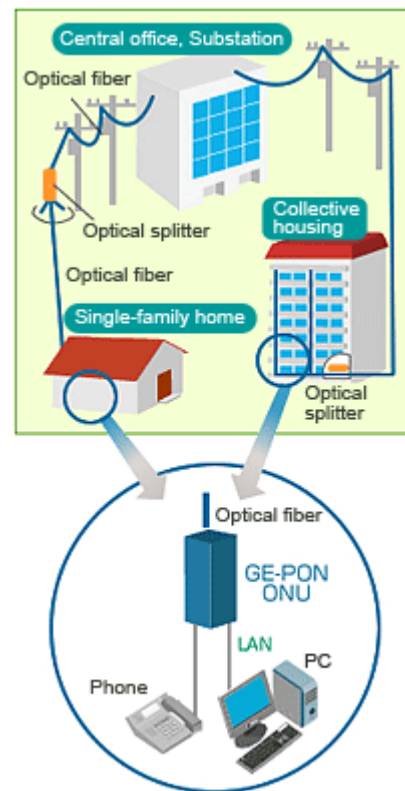 Central office, Substation
Optical fiber
Optical splitter
Optical fiber
Collective
housing
Single-family home
Optical
splitter
Optical fiber
GE-PON
ONU
LAN
PC
Phone